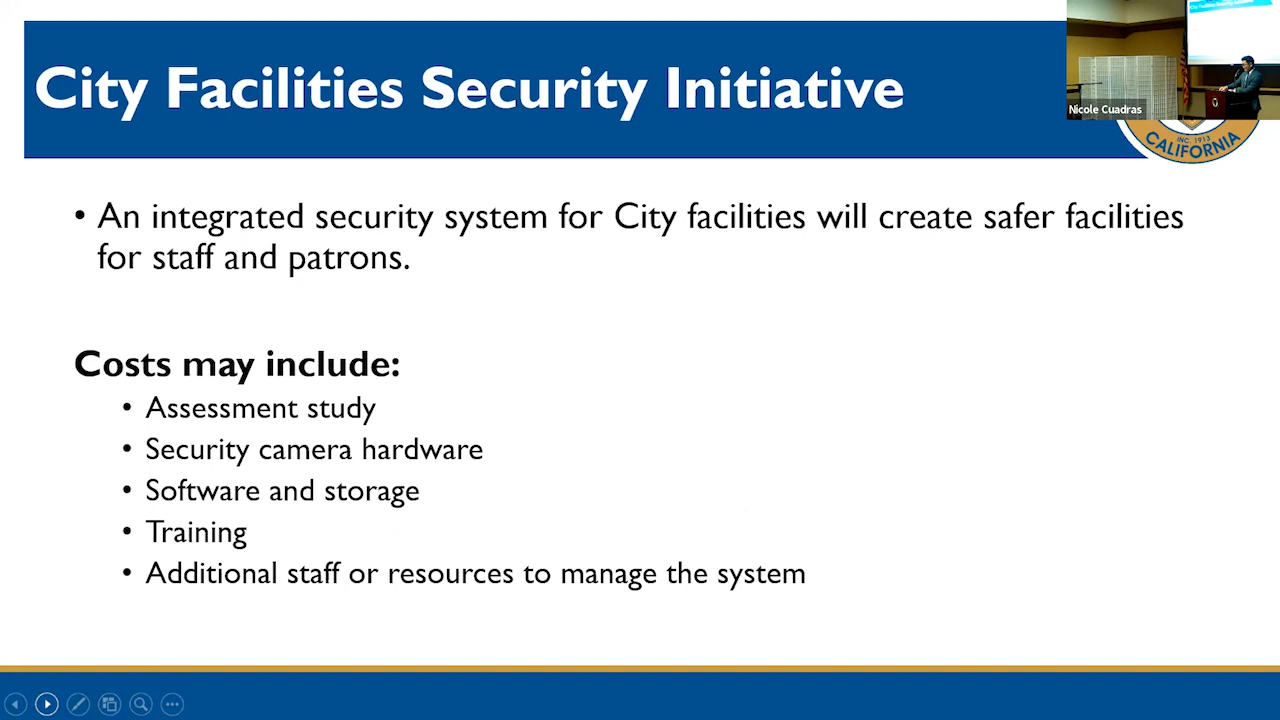 City Facilities Security Initiative
Nicole Cuadras
INC. 1913
CALIFORNIA
• An integrated security system for City facilities will create safer facilities
for staff and patrons.
Costs may include:
• Assessment study
• Security camera hardware
• Software and storage
• Training
• Additional staff or resources to manage the system